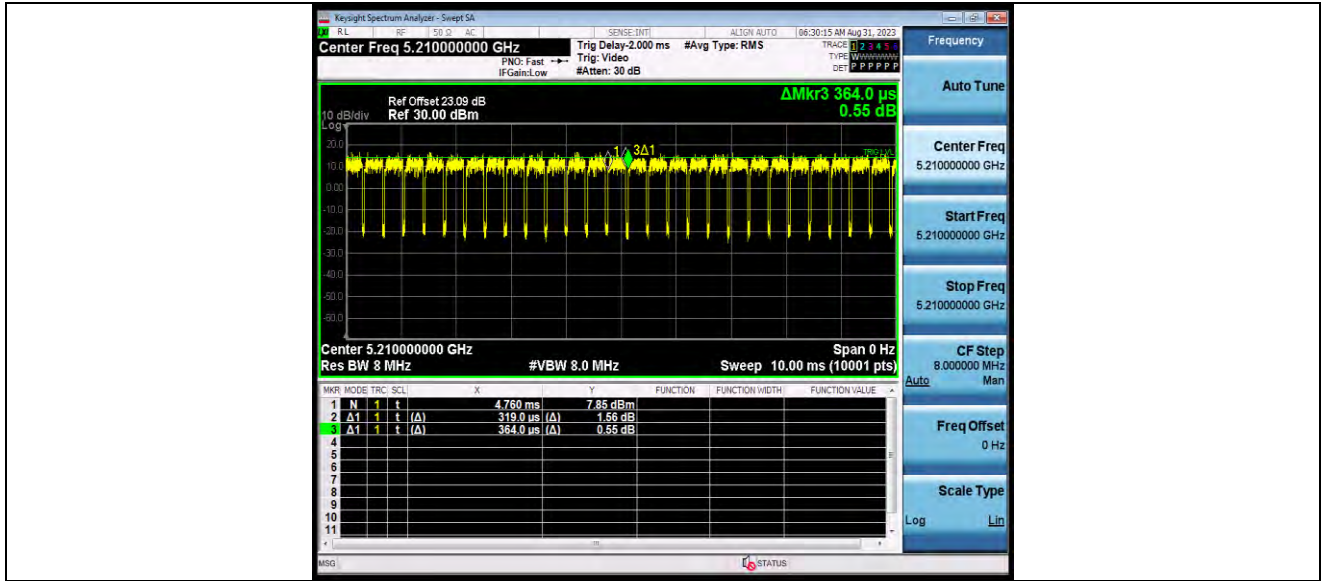 Keysight Spectrum Analyzer - Swept SA
RL RF 50 Ω AC SENSE:INT ALIGN AUTO 06:30:15 AM Aug 31, 2023
Center Freq 5.210000000 GHz
PNO: Fast
IFGain:Low
Trig Delay-2.000 ms
Trig: Video
#Atten: 30 dB
#Avg Type: RMS
TRACE 1 2 3 4 5 6
TYPE WWWWWW
DET P P P P P P
ΔMkr3 364.0 µs
0.55 dB
Ref Offset 23.09 dB
10 dB/div Ref 30.00 dBm
Log
20.0
10.0
0.00
-10.0
-20.0
-30.0
-40.0
-50.0
-60.0
1 3Δ1
TRIG LVL
Center 5.210000000 GHz Span 0 Hz
Res BW 8 MHz #VBW 8.0 MHz Sweep 10.00 ms (10001 pts)
MKR MODE TRC SCL X Y FUNCTION FUNCTION WIDTH FUNCTION VALUE
1 N 1 t 4.760 ms 7.85 dBm
2 Δ1 1 t (Δ) 319.0 µs (Δ) 1.56 dB
3 Δ1 1 t (Δ) 364.0 µs (Δ) 0.55 dB
4
5
6
7
8
9
10
11
MSG STATUS
Frequency
Auto Tune
Center Freq
5.210000000 GHz
Start Freq
5.210000000 GHz
Stop Freq
5.210000000 GHz
CF Step
8.000000 MHz
Auto Man
Freq Offset
0 Hz
Scale Type
Log Lin